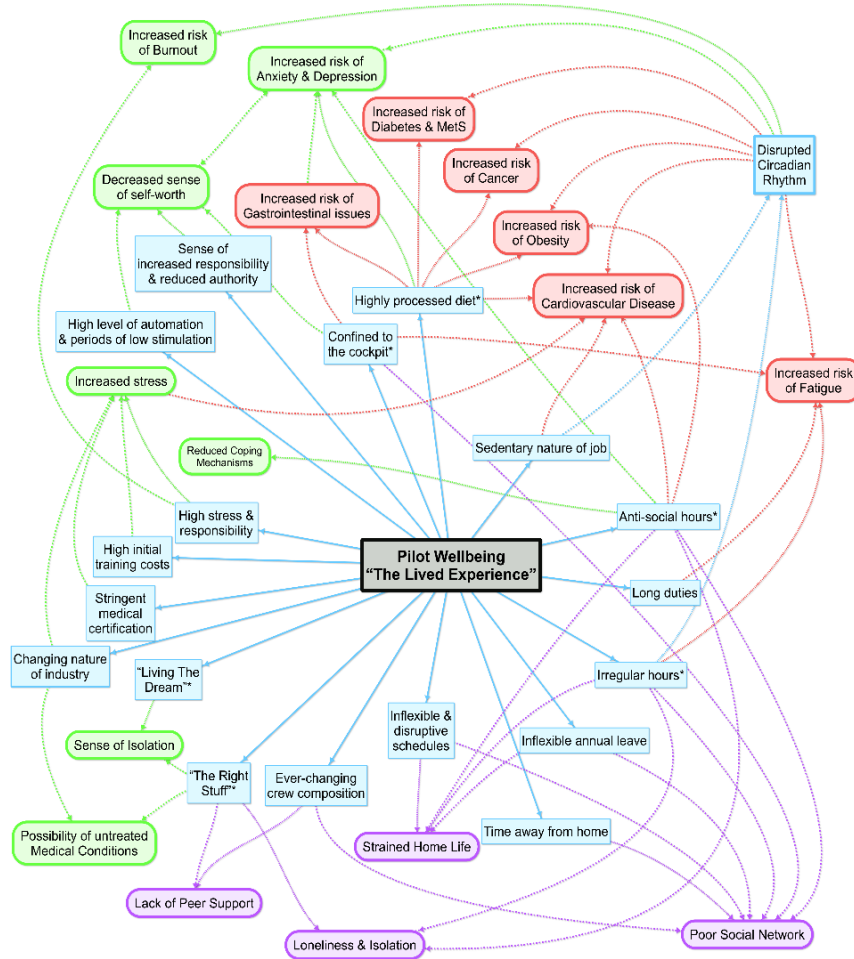 Increased risk
of Burnout
Increased risk of
Anxiety & Depression
Increased risk of
Diabetes & MetS
Disrupted
Circadian
Rhythm
Increased risk
of Cancer
Decreased sense
of self-worth
Increased risk of
Gastrointestinal issues
Increased risk
of Obesity
Sense of
increased responsibility
& reduced authority
Increased risk of
Cardiovascular Disease
Highly processed diet*
High level of automation
& periods of low stimulation
Confined to
the cockpit*
Increased stress
Increased risk
of Fatigue
Reduced Coping
Mechanisms
Sedentary nature of job
High stress &
responsibility
Anti-social hours*
High initial
training costs
Pilot Wellbeing
“The Lived Experience”
Long duties
Stringent
medical
certification
Changing nature
of industry
“Living The
Dream”*
Irregular hours*
Inflexible &
disruptive
schedules
Inflexible annual leave
Sense of Isolation
“The Right
Stuff”*
Ever-changing
crew composition
Time away from home
Possibility of untreated
Medical Conditions
Strained Home Life
Lack of Peer Support
Loneliness & Isolation
Poor Social Network